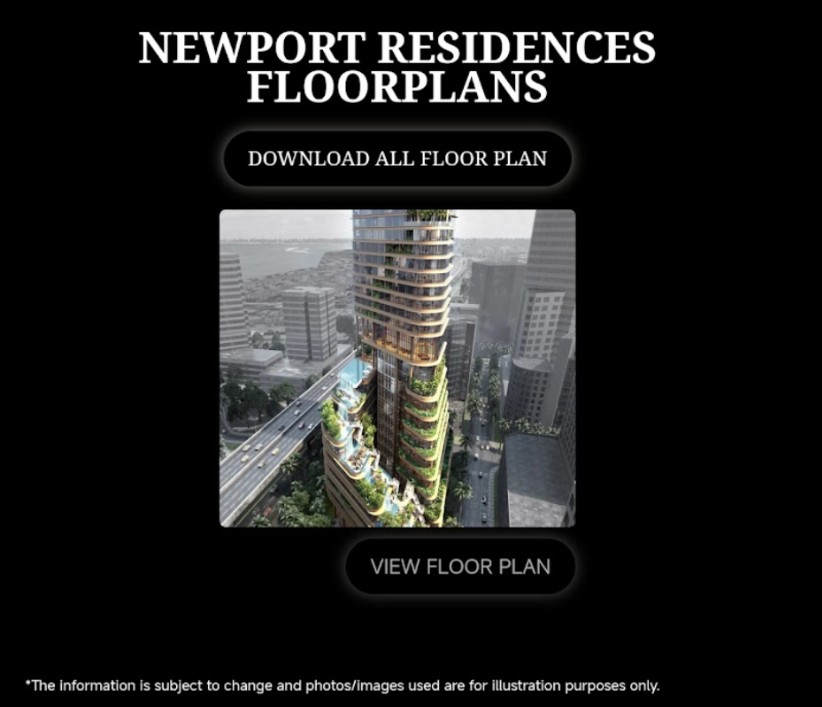 NEWPORT RESIDENCES
FLOORPLANS
DOWNLOAD ALL FLOOR PLAN
VIEW FLOOR PLAN
*The information is subject to change and photos/images used are for illustration purposes only.